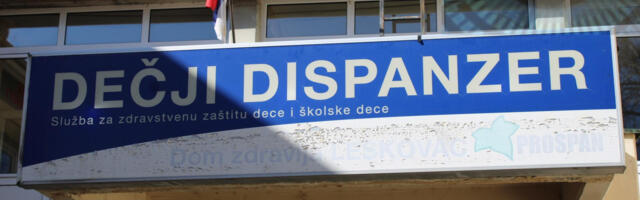 DEČJI DISPANZER
Služba za zdravstvenu zaštitu dece i školske dece
Dom zdravlja LESKOVAC PROSPAN